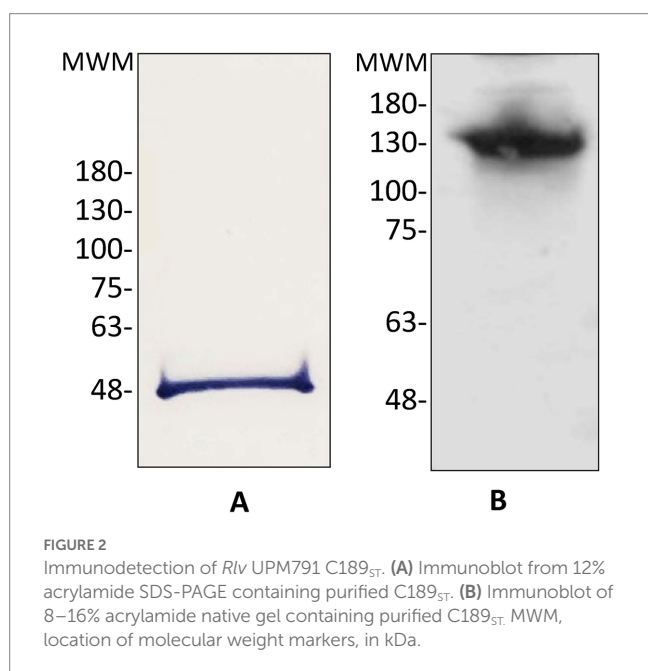 MWM
180-
130-
100-
75-
63-
48-
A
MWM
180-
130-
100-
75-
63-
48-
B
FIGURE 2
Immunodetection of Rlv UPM791 C189ST. (A) Immunoblot from 12%
acrylamide SDS-PAGE containing purified C189ST. (B) Immunoblot of
8–16% acrylamide native gel containing purified C189ST. MWM,
location of molecular weight markers, in kDa.